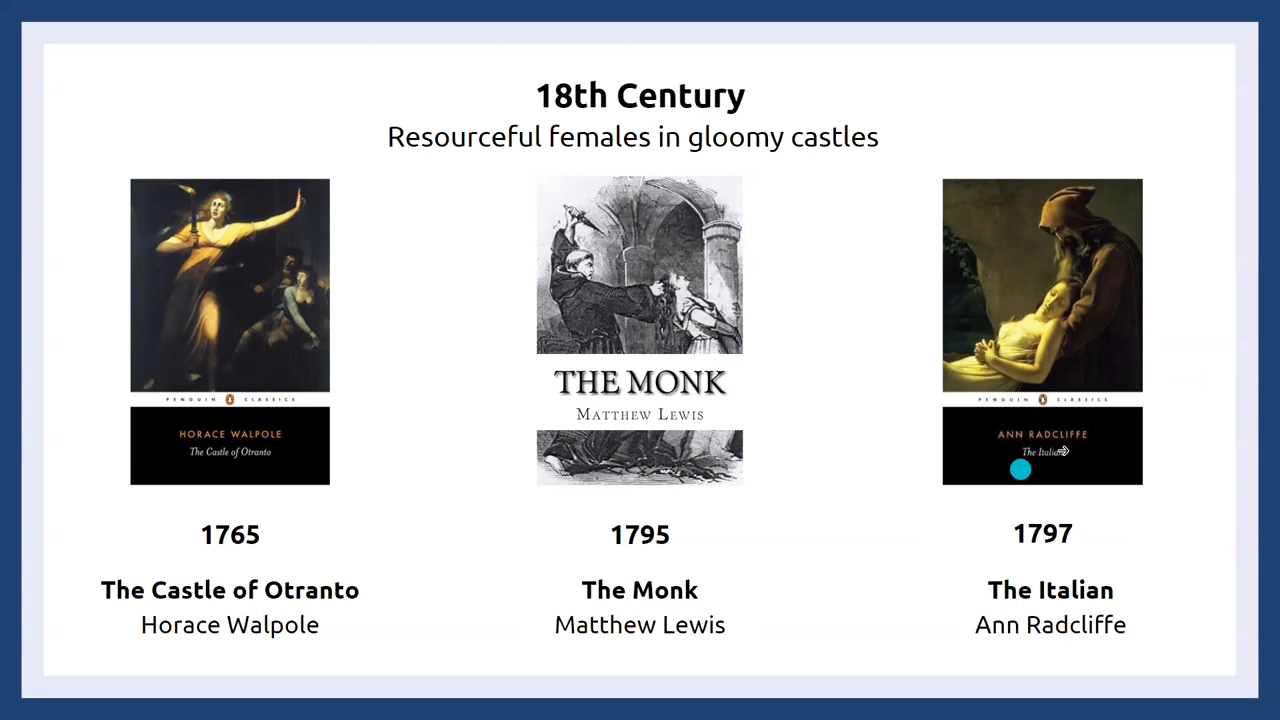 18th Century
Resourceful females in gloomy castles
PENGUIN CLASSICS
HORACE WALPOLE
The Castle of Otranto
THE MONK
MATTHEW LEWIS
PENGUIN CLASSICS
ANN RADCLIFFE
The Italian
1765
1795
1797
The Castle of Otranto
The Monk
The Italian
Horace Walpole
Matthew Lewis
Ann Radcliffe